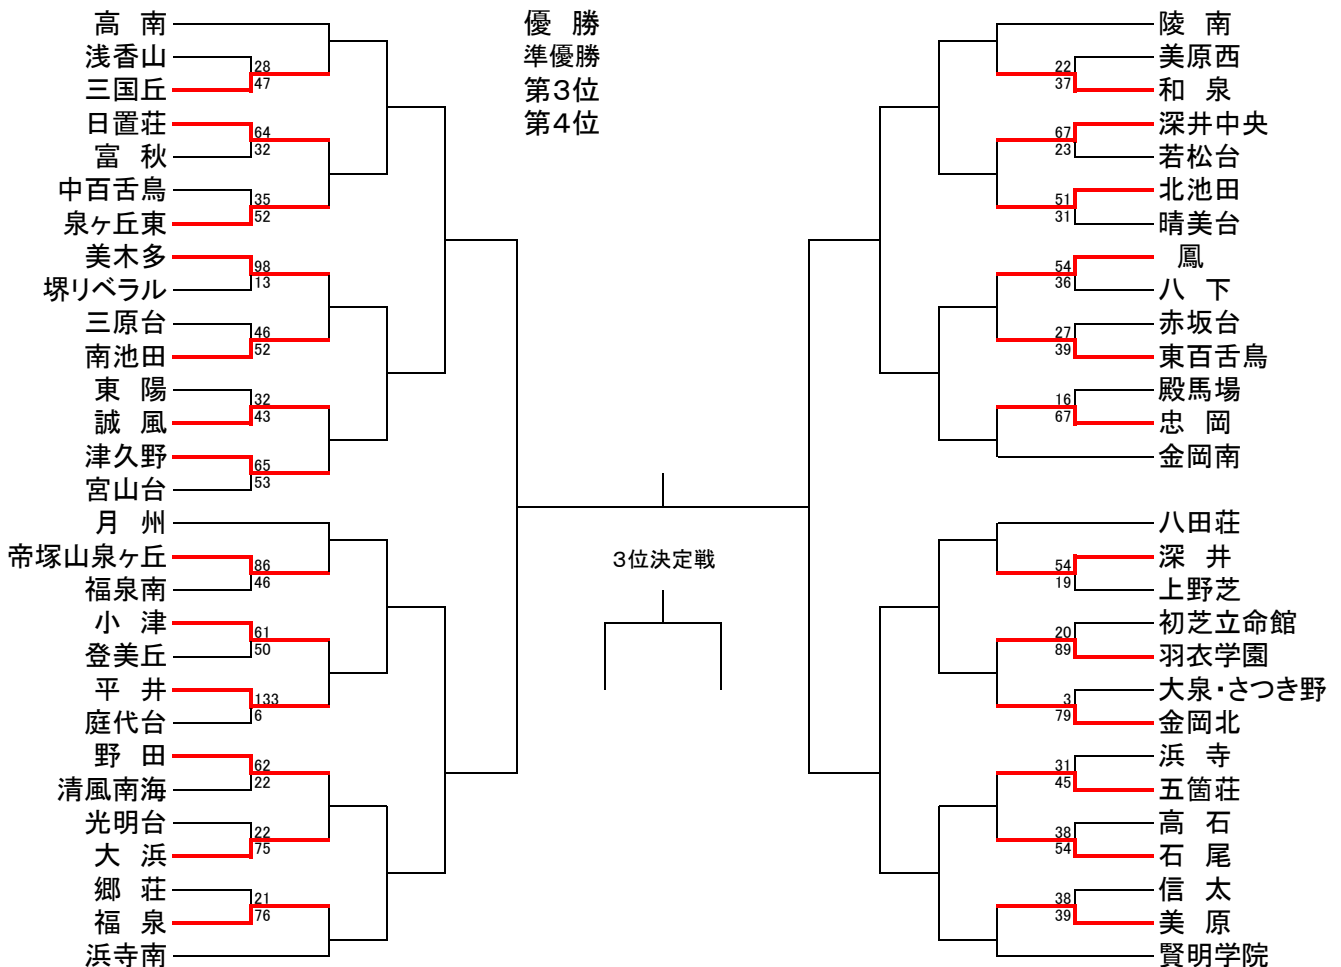 高 南
浅香山
28
47
三国丘
日置荘
64
32
富 秋
中百舌鳥
35
52
泉ヶ丘東
美木多
98
13
堺リベラル
三原台
46
52
南池田
東 陽
32
43
誠 風
津久野
65
53
宮山台
月 州
帝塚山泉ヶ丘
86
46
福泉南
小 津
61
50
登美丘
平 井
133
6
庭代台
野 田
62
22
清風南海
光明台
22
75
大 浜
郷 荘
21
76
福 泉
浜寺南
優 勝
準優勝
第3位
第4位
3位決定戦
陵 南
美原西
22
37
和 泉
深井中央
67
23
若松台
北池田
51
31
晴美台
鳳
54
36
八 下
赤坂台
27
39
東百舌鳥
殿馬場
16
67
忠 岡
金岡南
八田荘
深 井
54
19
上野芝
初芝立命館
20
89
羽衣学園
大泉・さつき野
3
79
金岡北
浜 寺
31
45
五箇荘
高 石
38
54
石 尾
信 太
38
39
美 原
賢明学院